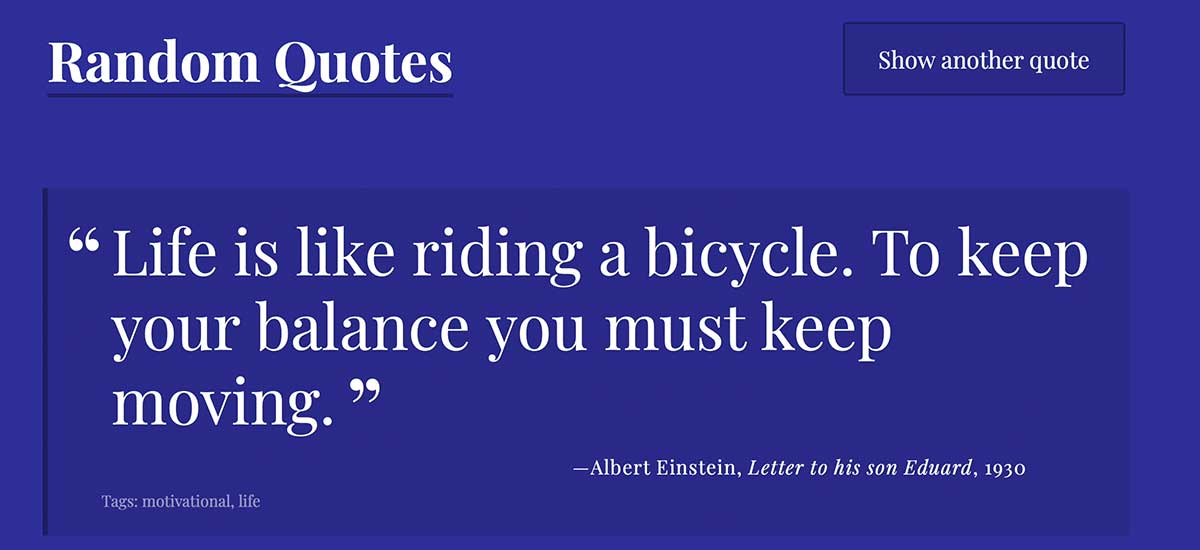 Random Quotes
Show another quote
“ Life is like riding a bicycle. To keep
your balance you must keep
moving. ”
—Albert Einstein, Letter to his son Eduard, 1930
Tags: motivational, life